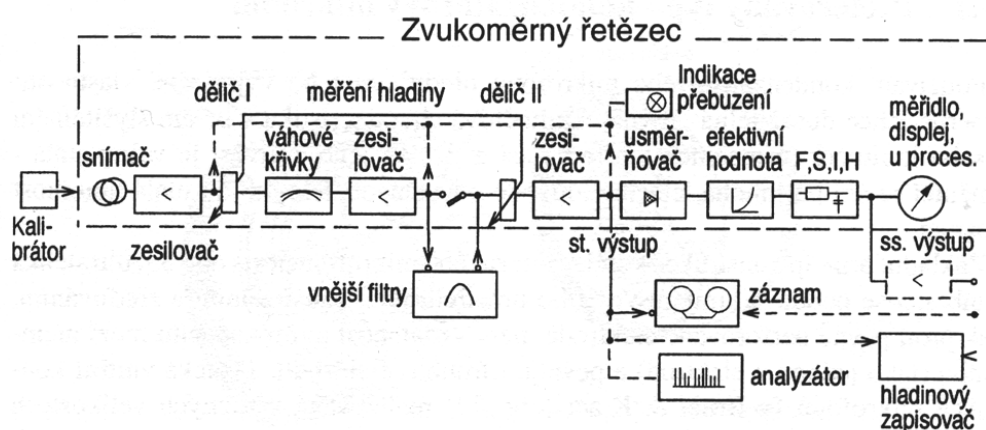 Zvukoměrný řetězec
Indikace
přebuzení
dělič I
měření hladiny
dělič II
měřidlo,
displej,
u proces.
snímač
váhové
křivky
zesi-
lovač
zesi-
lovač
usměr-
ňovač
efektivní
hodnota
F,S,I,H
Kali-
brátor
zesilovač
st. výstup
ss. výstup
vnější filtry
záznam
analyzátor
hladinový
zapisovač